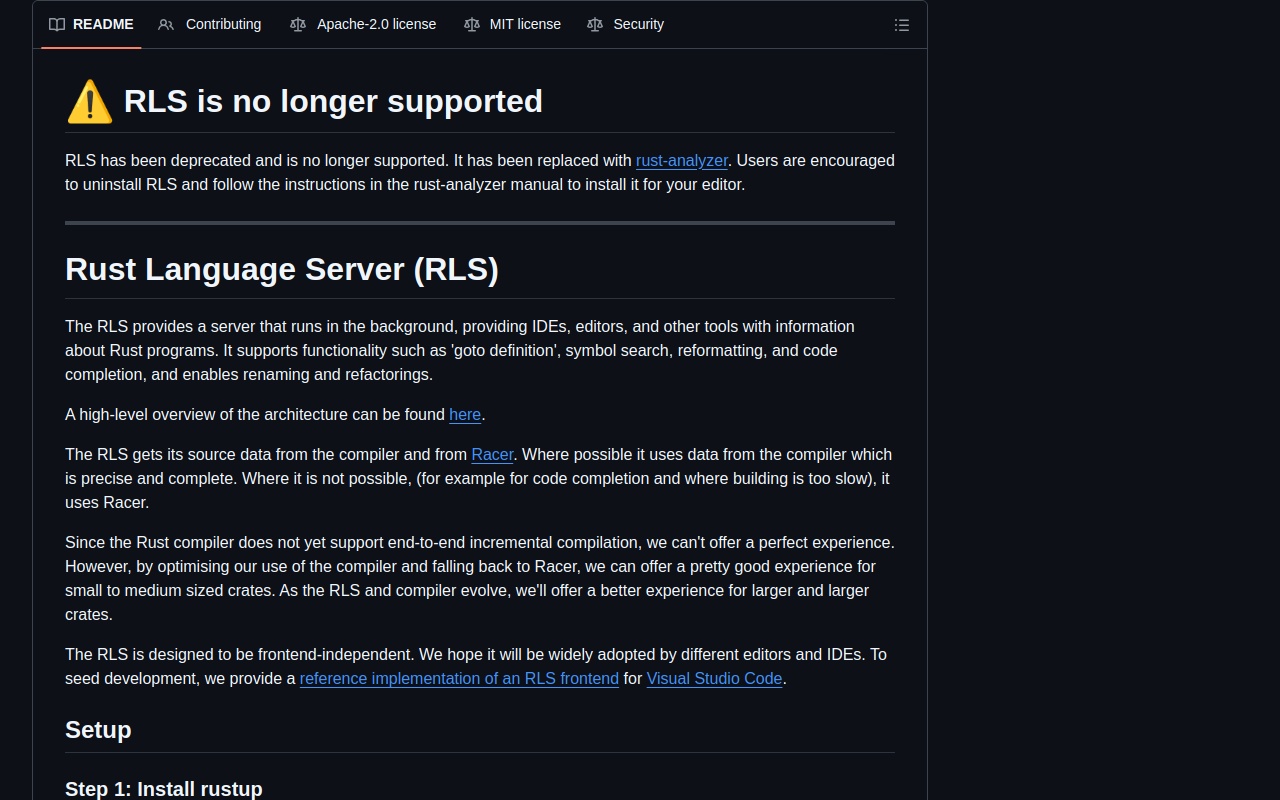 README Contributing Apache-2.0 license MIT license Security
⚠️ RLS is no longer supported
RLS has been deprecated and is no longer supported. It has been replaced with rust-analyzer. Users are encouraged
to uninstall RLS and follow the instructions in the rust-analyzer manual to install it for your editor.
Rust Language Server (RLS)
The RLS provides a server that runs in the background, providing IDEs, editors, and other tools with information
about Rust programs. It supports functionality such as 'goto definition', symbol search, reformatting, and code
completion, and enables renaming and refactorings.
A high-level overview of the architecture can be found here.
The RLS gets its source data from the compiler and from Racer. Where possible it uses data from the compiler which
is precise and complete. Where it is not possible, (for example for code completion and where building is too slow), it
uses Racer.
Since the Rust compiler does not yet support end-to-end incremental compilation, we can't offer a perfect experience.
However, by optimising our use of the compiler and falling back to Racer, we can offer a pretty good experience for
small to medium sized crates. As the RLS and compiler evolve, we'll offer a better experience for larger and larger
crates.
The RLS is designed to be frontend-independent. We hope it will be widely adopted by different editors and IDEs. To
seed development, we provide a reference implementation of an RLS frontend for Visual Studio Code.
Setup
Step 1: Install rustup